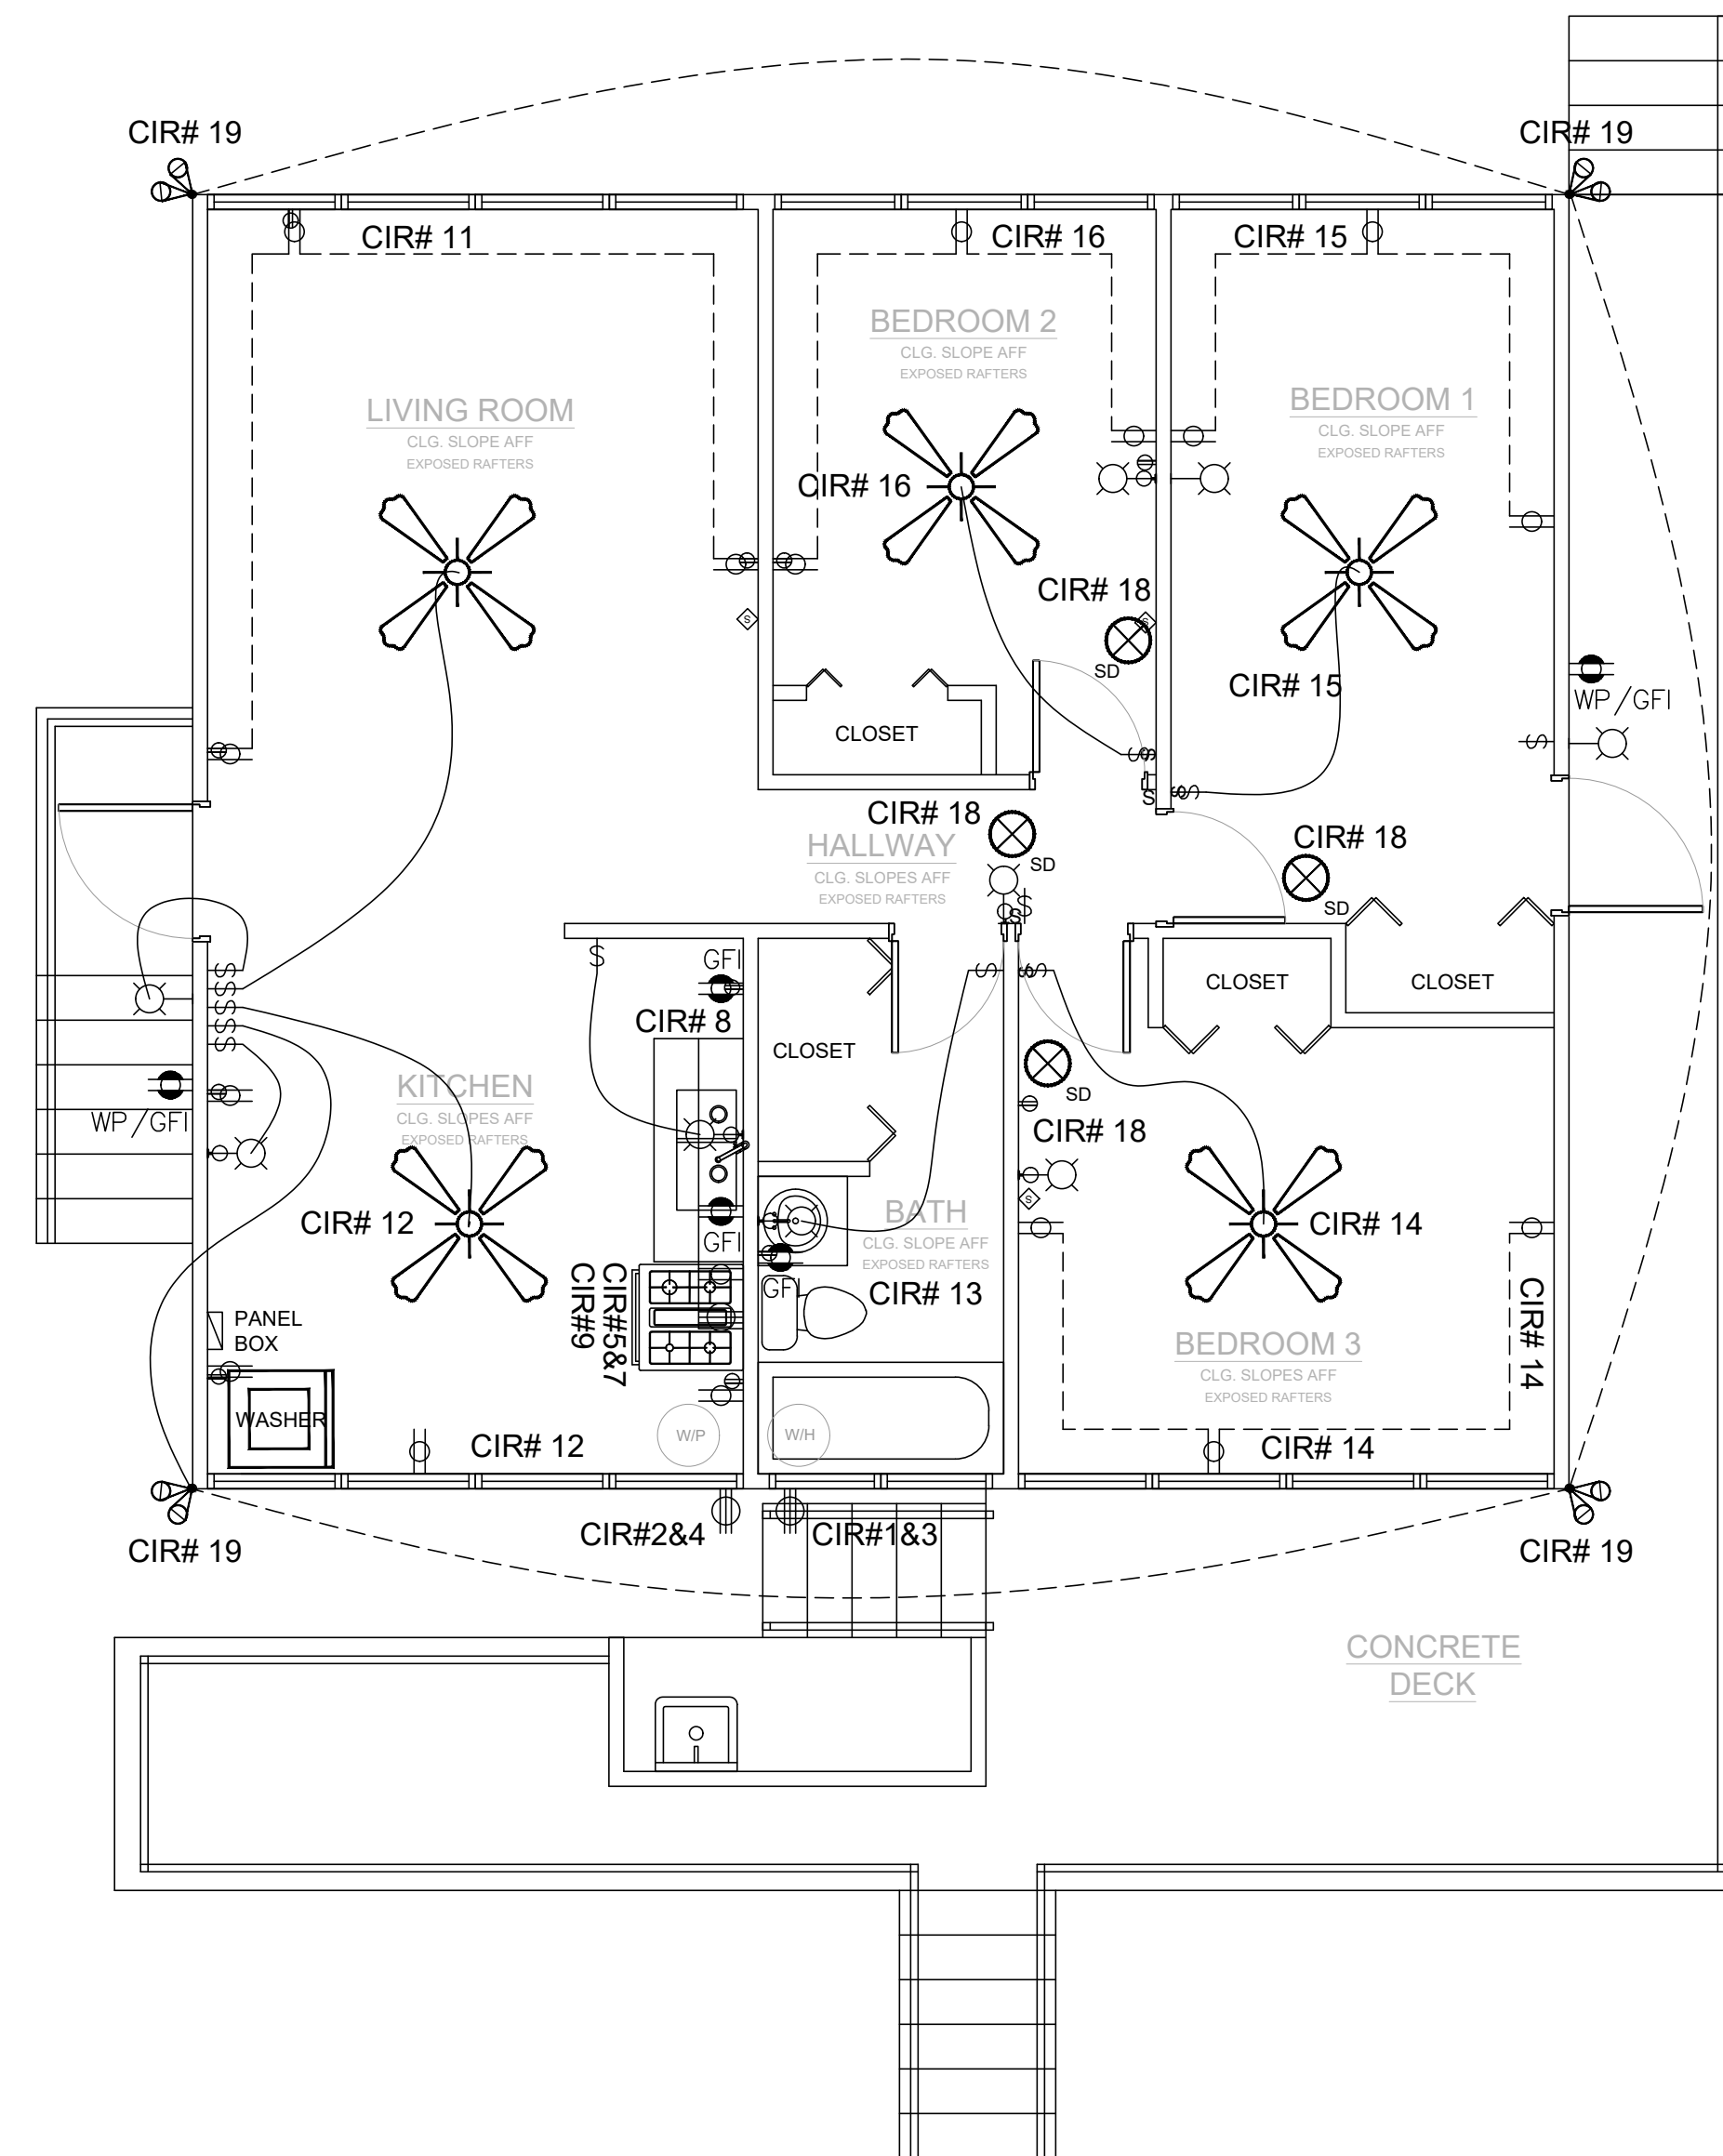 CIR# 19
CIR# 19
CIR# 11
CIR# 16
CIR# 15
BEDROOM 2
CLG. SLOPE AFF
EXPOSED RAFTERS
LIVING ROOM
CLG. SLOPE AFF
EXPOSED RAFTERS
BEDROOM 1
CLG. SLOPE AFF
EXPOSED RAFTERS
CIR# 16
CIR# 18
S
S
SD
CIR# 15
WP/GFI
CLOSET
S
S
S
S
S
S
CIR# 18
HALLWAY
CLG. SLOPES AFF
EXPOSED RAFTERS
SD
CIR# 18
SD
S
S
S
GFI
S
S
S
S
S
S
S
S
CIR# 8
CLOSET
CLOSET
CLOSET
WP/GFI
KITCHEN
CLG. SLOPES AFF
EXPOSED RAFTERS
SD
CIR# 18
S
CIR# 12
GFI
BATH
CLG. SLOPE AFF
EXPOSED RAFTERS
CIR# 14
CIR#5&7
CIR#9
GFI
CIR# 13
CIR# 14
PANEL
BOX
BEDROOM 3
CLG. SLOPES AFF
EXPOSED RAFTERS
WASHER
CIR# 12
W/P
W/H
CIR# 14
CIR# 19
CIR#2&4
CIR#1&3
CIR# 19
CONCRETE
DECK